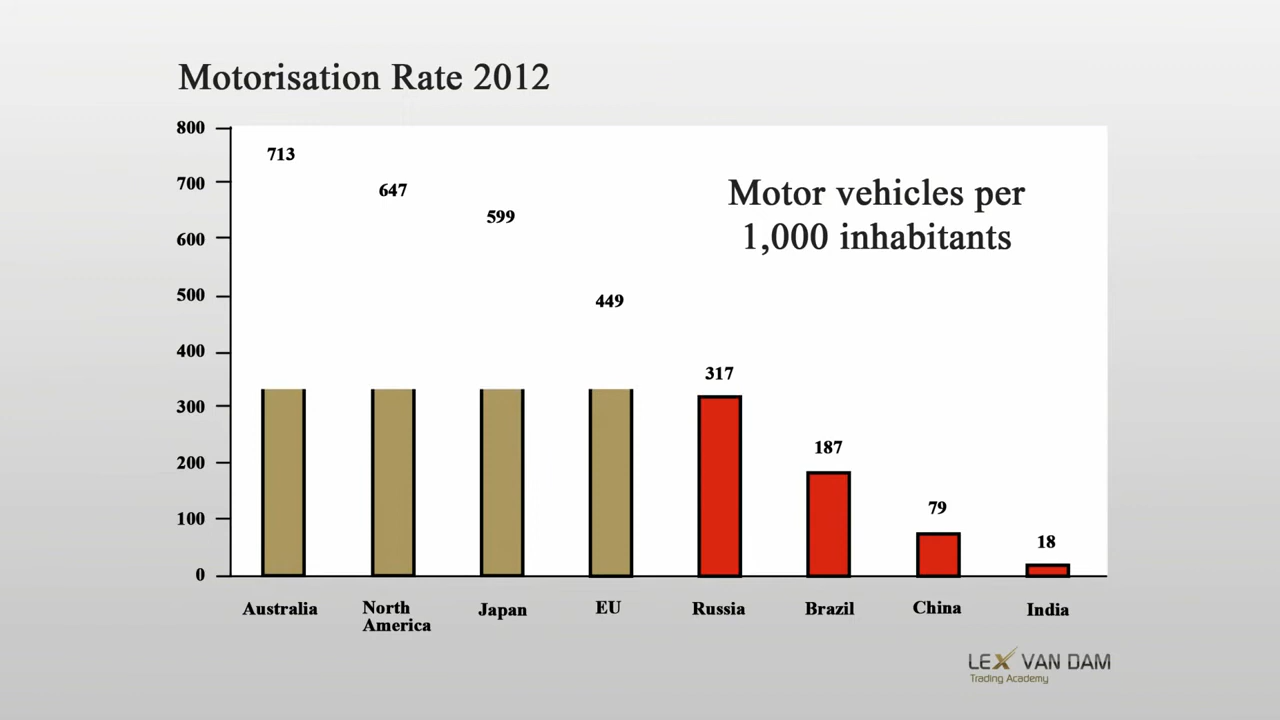 Motorisation Rate 2012
800
700
600
500
400
300
200
100
0
713
647
599
449
317
187
79
18
Motor vehicles per
1,000 inhabitants
Australia
North
America
Japan
EU
Russia
Brazil
China
India
LEX VAN DAM
Trading Academy